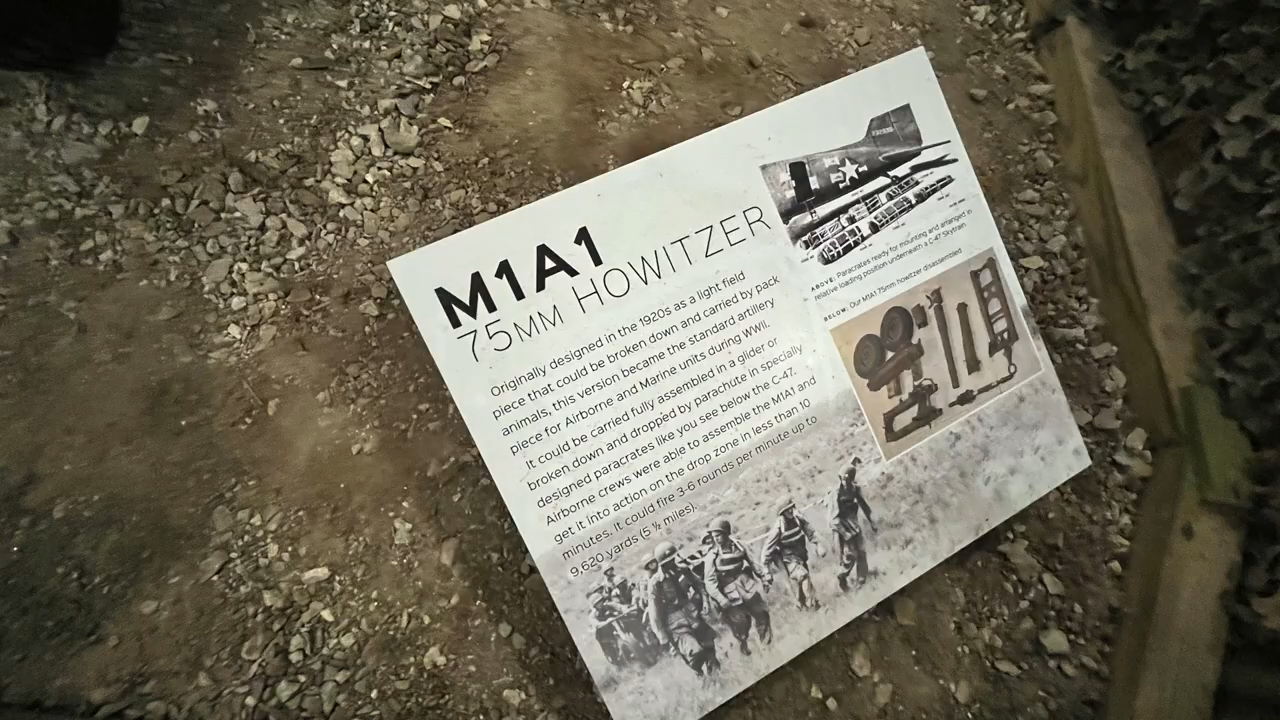 M1A1
75MM HOWITZER
Originally designed in the 1920s as a light field
piece that could be broken down and carried by pack
animals, this version became the standard artillery
piece for Airborne and Marine units during WWII.
It could be carried fully assembled in a glider or
broken down and dropped by parachute in specially
designed paracrates like you see below the C-47.
Airborne crews were able to assemble the M1A1 and
get it into action on the drop zone in less than 10
minutes. It could fire 3-6 rounds per minute up to
9,620 yards (5 ½ miles).
ABOVE: Paracrates ready for mounting and arranged in
relative loading position underneath a C-47 Skytrain
BELOW: Our M1A1 75mm howitzer disassembled